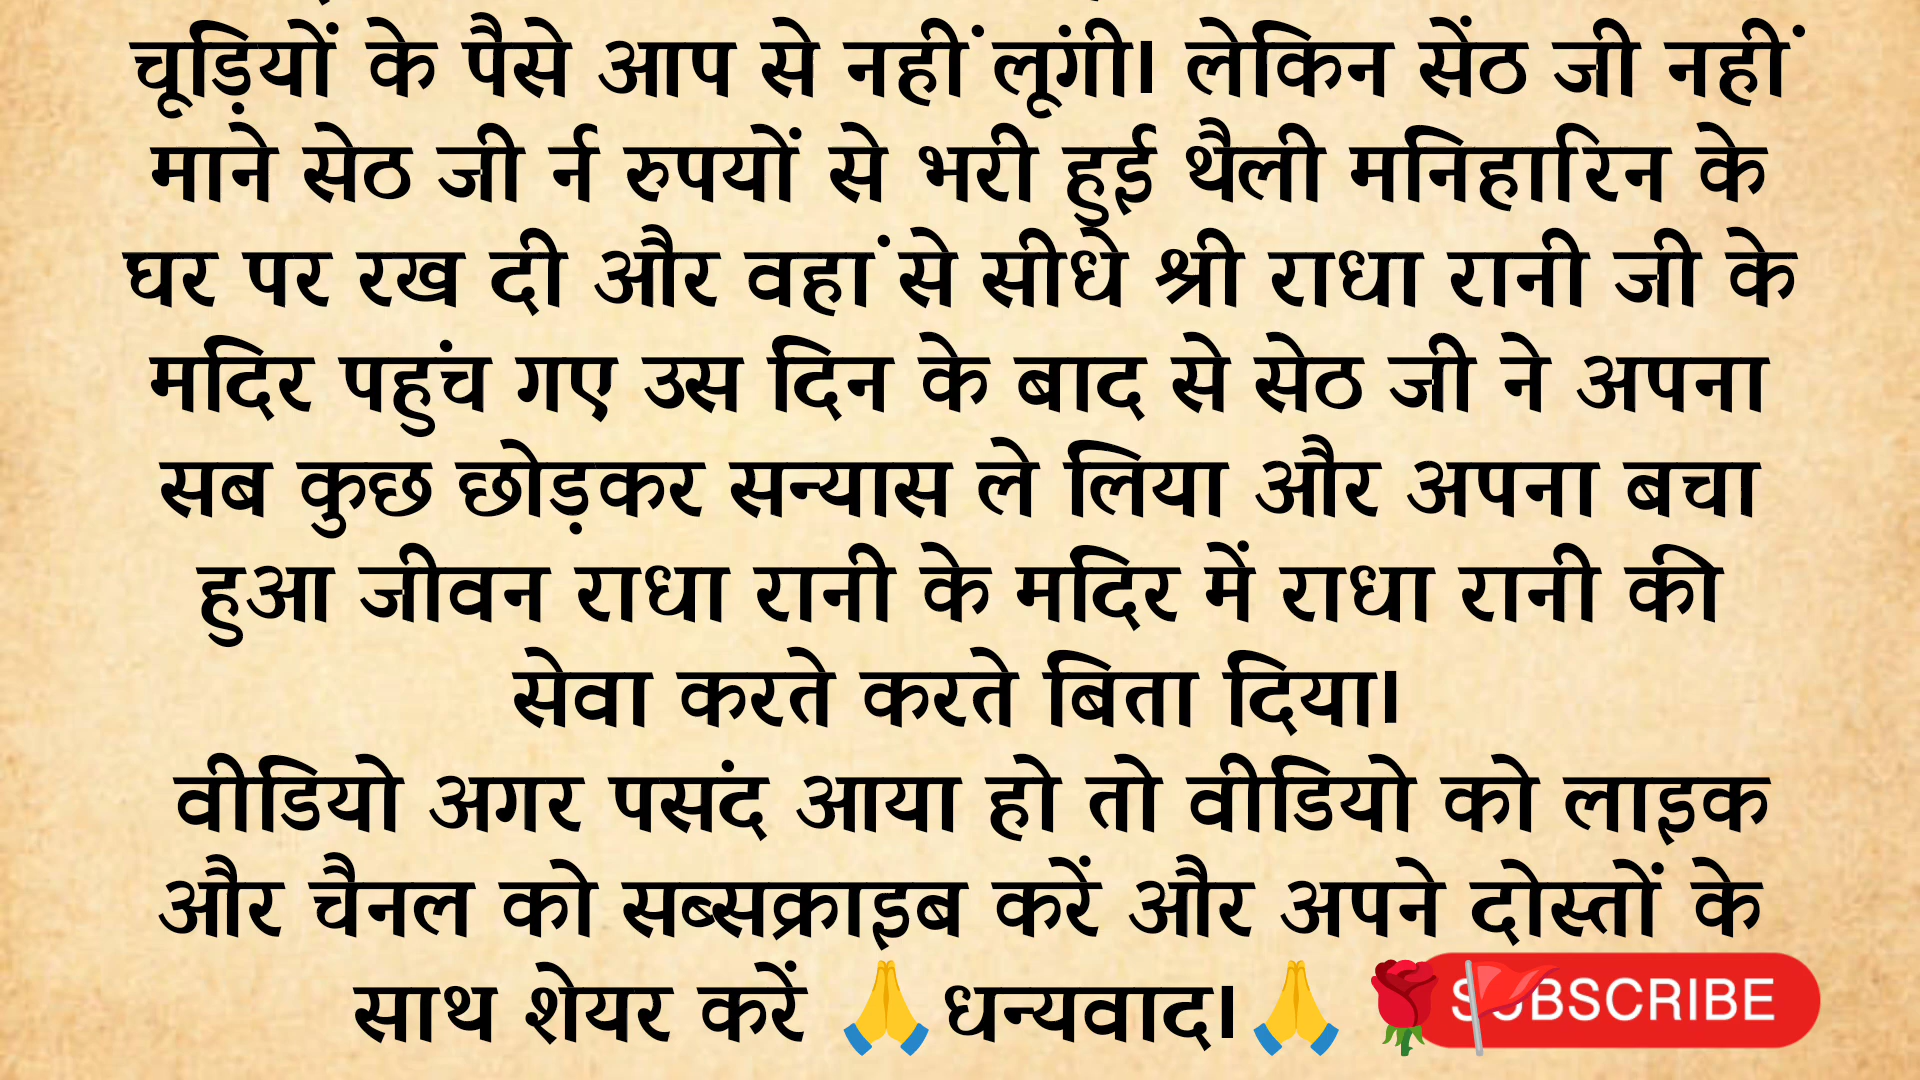 चूड़ियों के पैसे आप से नहीं लूंगी। लेकिन सेंठ जी नहीं
माने सेठ जी र्न रुपयों से भरी हुई थैली मनिहारिन के
घर पर रख दी और वहां से सीधे श्री राधा रानी जी के
मंदिर पहुंच गए उस दिन के बाद से सेठ जी ने अपना
सब कुछ छोड़कर सन्यास ले लिया और अपना बचा
हुआ जीवन राधा रानी के मंदिर में राधा रानी की
सेवा करते करते बिता दिया।
वीडियो अगर पसंद आया हो तो वीडियो को लाइक
और चैनल को सब्सक्राइब करें और अपने दोस्तों के
साथ शेयर करें 🙏धन्यवाद।🙏 🌹🚩
SUBSCRIBE